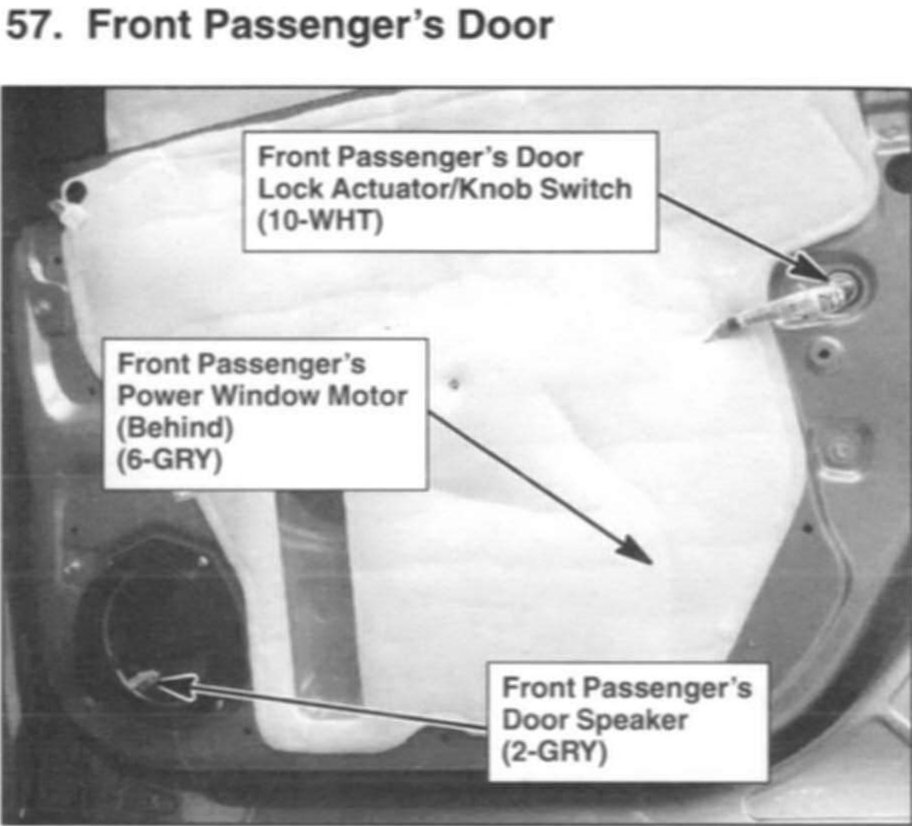 57. Front Passenger's Door
Front Passenger's Door
Lock Actuator/Knob Switch
(10-WHT)
Front Passenger's
Power Window Motor
(Behind)
(6-GRY)
Front Passenger's
Door Speaker
(2-GRY)